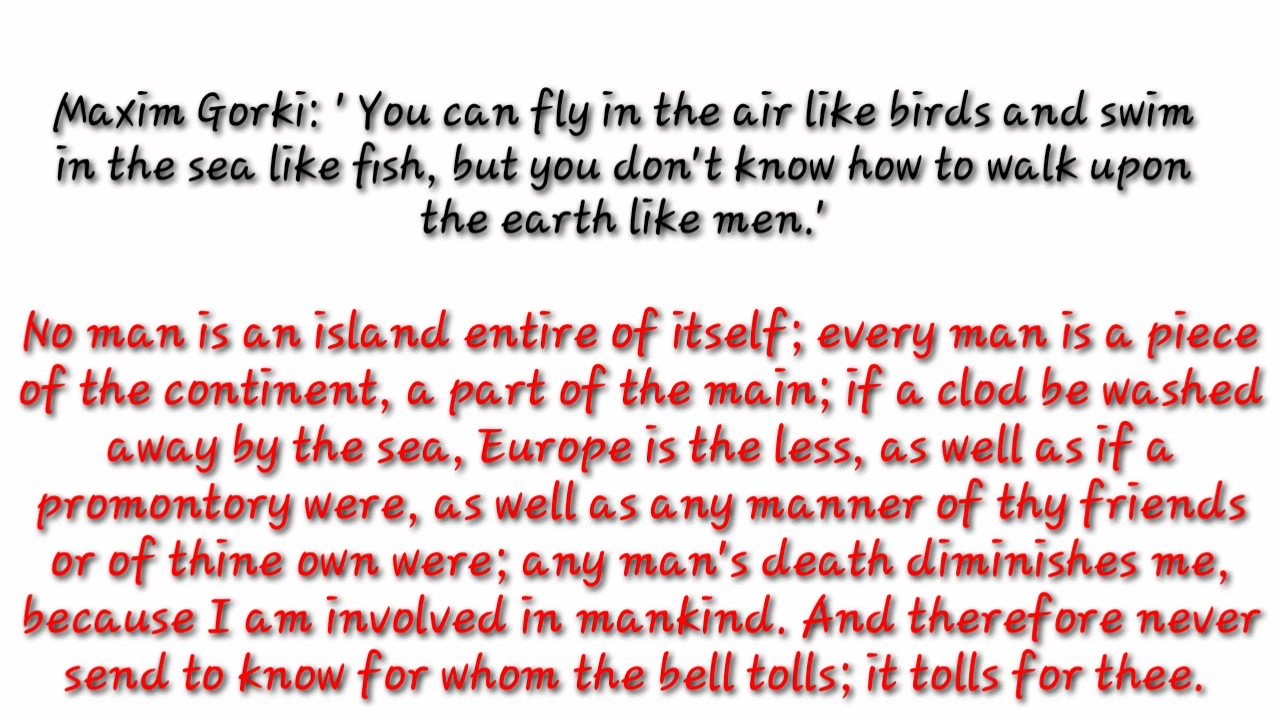 Maxim Gorki: ' You can fly in the air like birds and swim
in the sea like fish, but you don't know how to walk upon
the earth like men.'
No man is an island entire of itself; every man is a piece
of the continent, a part of the main; if a clod be washed
away by the sea, Europe is the less, as well as if a
promontory were, as well as any manner of thy friends
or of thine own were; any man's death diminishes me,
because I am involved in mankind. And therefore never
send to know for whom the bell tolls; it tolls for thee.